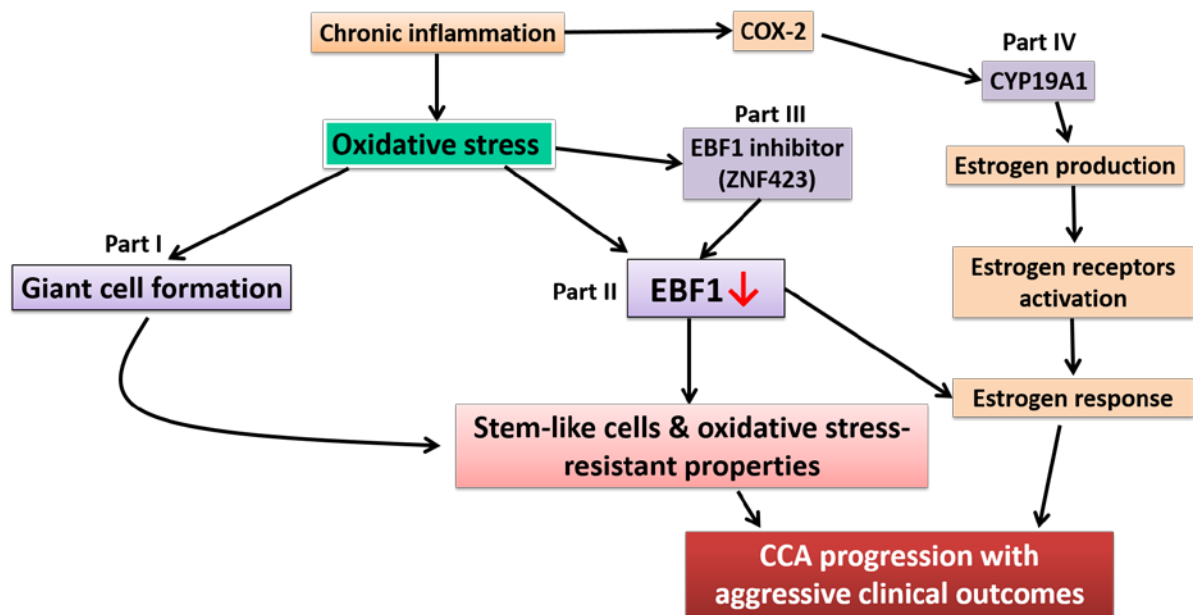 Chronic inflammation
COX-2
Part IV
CYP19A1
Oxidative stress
Part III
EBF1 inhibitor
(ZNF423)
Estrogen production
Part I
Giant cell formation
Part II
EBF1
Estrogen receptors
activation
Estrogen response
Stem-like cells & oxidative stress-
resistant properties
CCA progression with
aggressive clinical outcomes